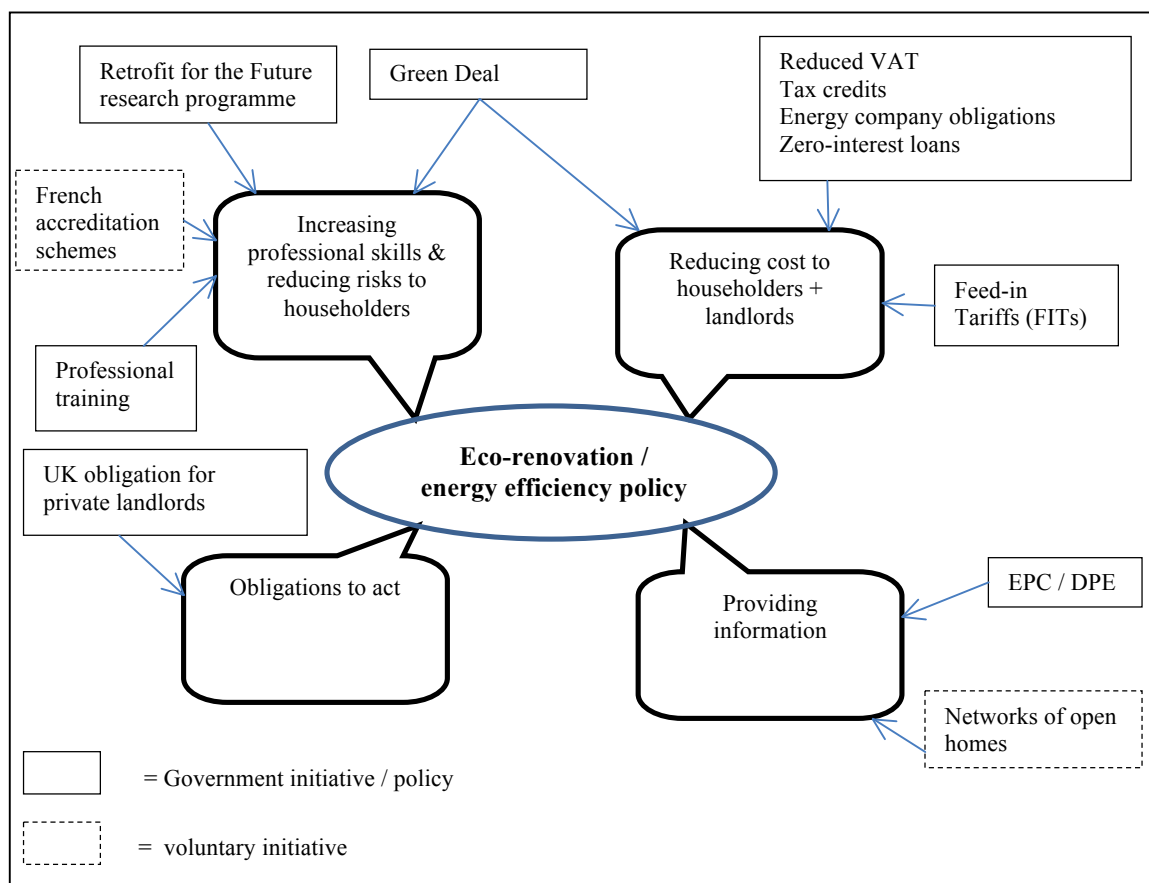 Retrofit for the Future
research programme
Green Deal
Reduced VAT
Tax credits
Energy company obligations
Zero-interest loans
French
accreditation
schemes
Increasing
professional skills &
reducing risks to
householders
Reducing cost to
householders +
landlords
Feed-in
Tariffs (FITs)
Professional
training
Eco-renovation /
energy efficiency policy
UK obligation for
private landlords
Obligations to act
Providing
information
EPC / DPE
Networks of open
homes
= Government initiative / policy
= voluntary initiative